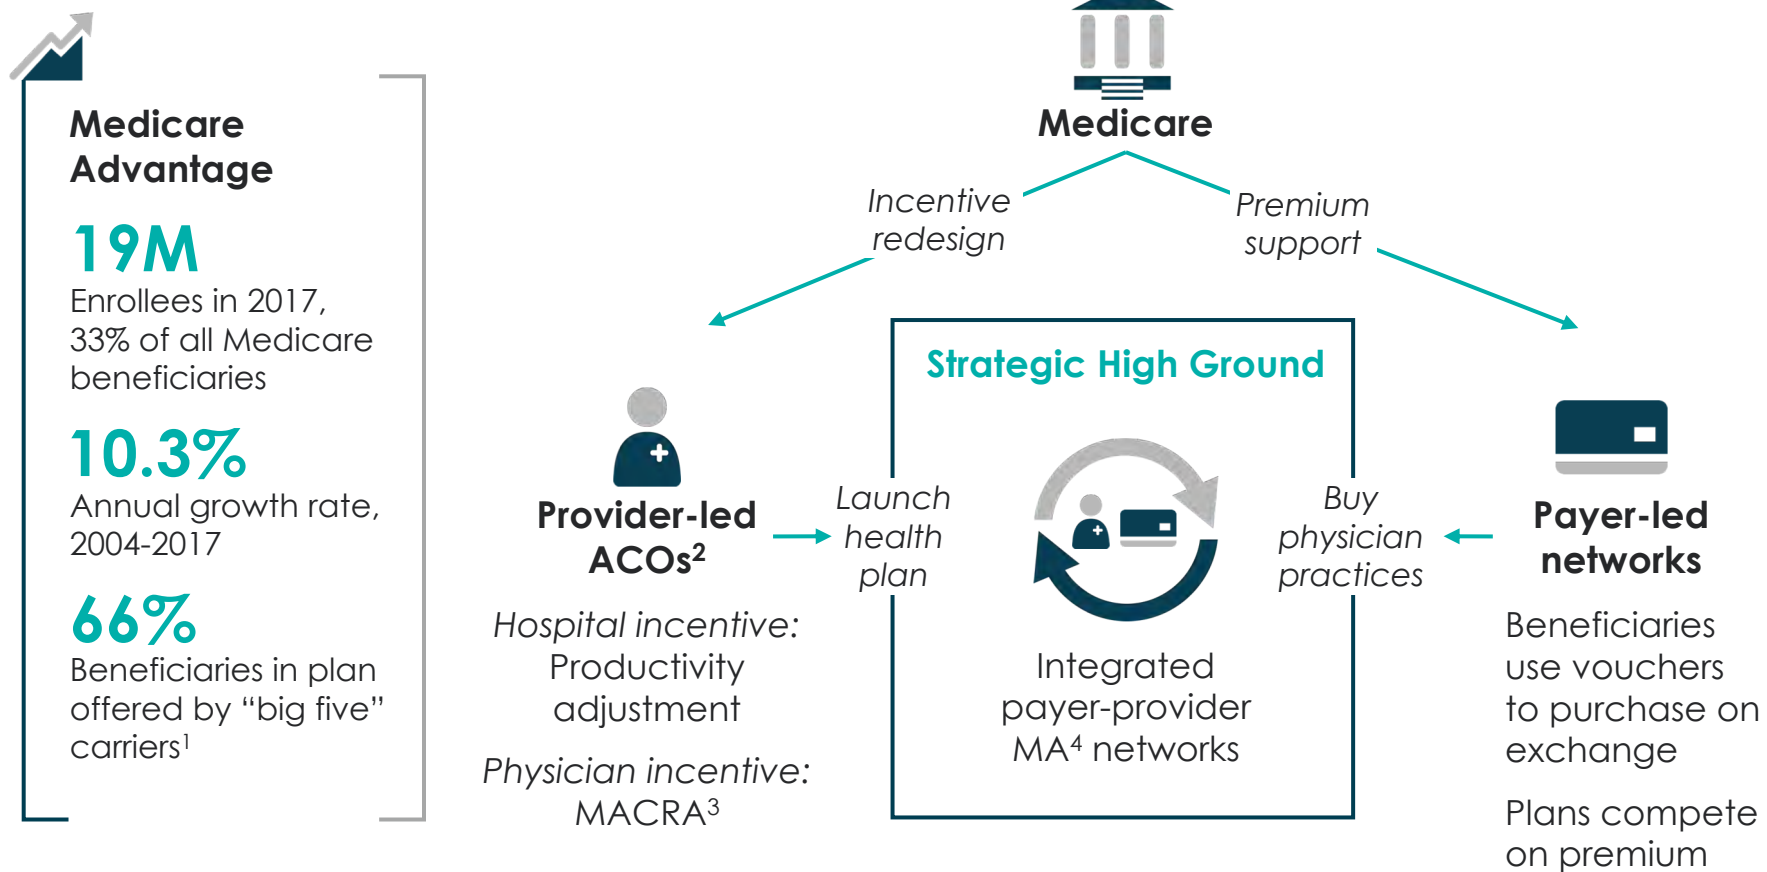 Medicare
Advantage
19M
Enrollees in 2017,
33% of all Medicare
beneficiaries
10.3%
Annual growth rate,
2004-2017
66%
Beneficiaries in plan
offered by “big five”
carriers1
Medicare
Incentive
redesign
Premium
support
Provider-led
ACOs2
Hospital incentive:
Productivity
adjustment
Physician incentive:
MACRA3
Launch
health
plan
Strategic High Ground
Integrated
payer-provider
MA4 networks
Buy
physician
practices
Payer-led
networks
Beneficiaries
use vouchers
to purchase on
exchange
Plans compete
on premium